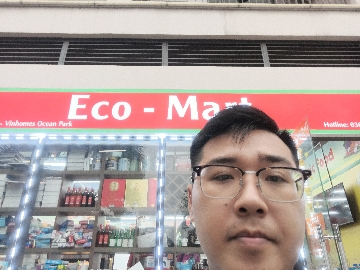 Eco - Mart
- Vinhomes Ocean Park
Hotline: